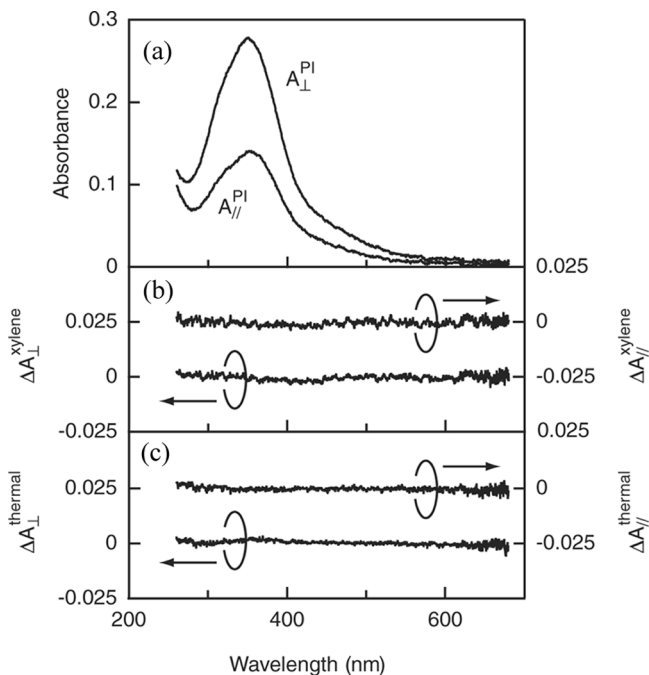 0.3
(a)
A⊥^PI
0.2
Absorbance
0.1
A//^PI
0
0.025
(b)
ΔA⊥^xylene
0.025
0
ΔA//^xylene
0
-0.025
-0.025
0.025
(c)
ΔA⊥^thermal
0.025
0
ΔA//^thermal
0
-0.025
-0.025
200
400
600
Wavelength (nm)